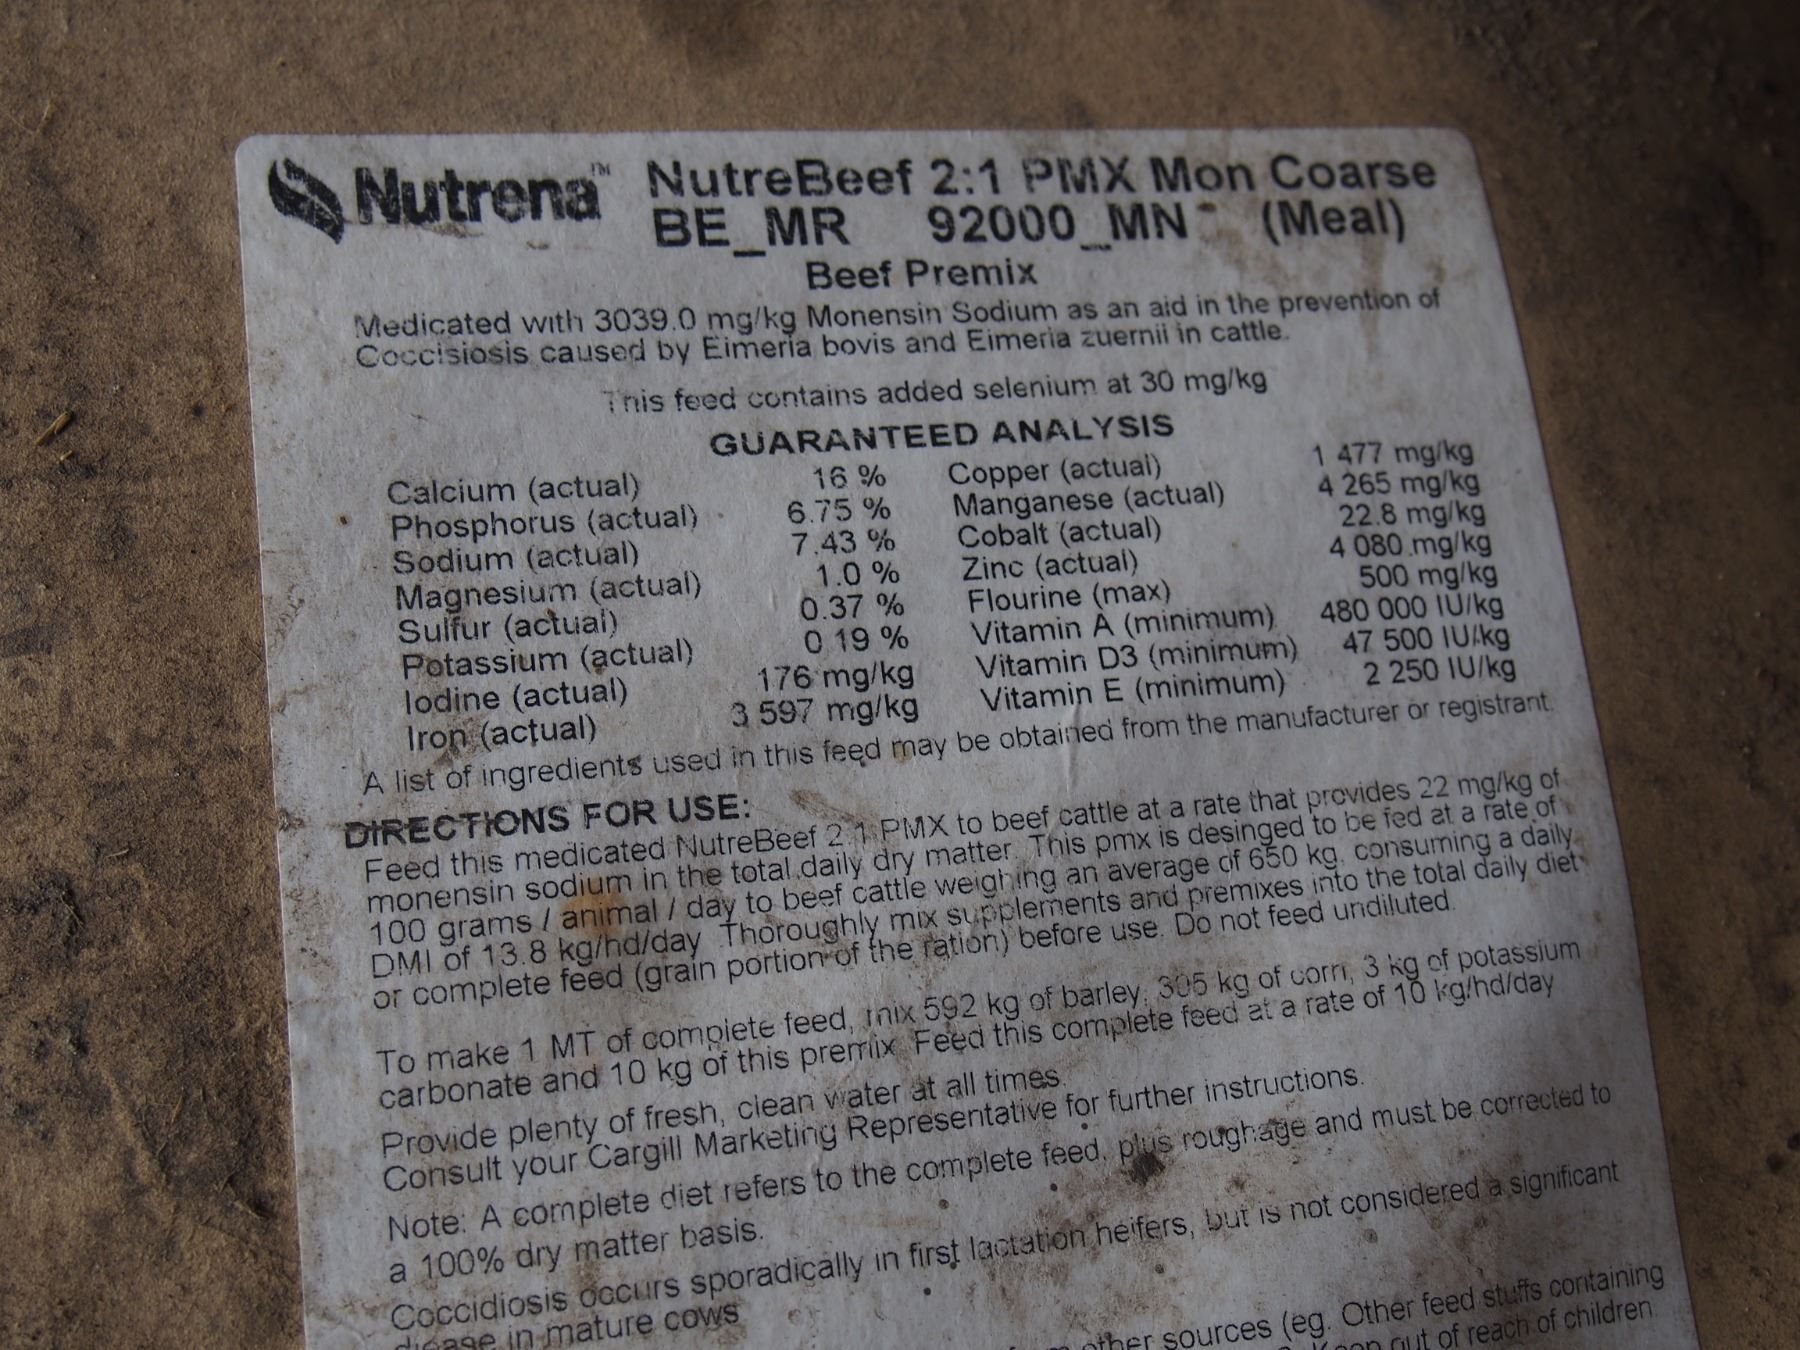 Nutrena™ NutreBeef 2:1 PMX Mon Coarse
BE_MR 92000_MN (Meal)
Beef Premix
Medicated with 3039.0 mg/kg Monensin Sodium as an aid in the prevention of
Coccisiosis caused by Eimeria bovis and Eimeria zuernii in cattle.
This feed contains added selenium at 30 mg/kg
GUARANTEED ANALYSIS
Calcium (actual) 16 % Copper (actual) 1 477 mg/kg
Phosphorus (actual) 6.75 % Manganese (actual) 4 265 mg/kg
Sodium (actual) 7.43 % Cobalt (actual) 22.8 mg/kg
Magnesium (actual) 1.0 % Zinc (actual) 4 080 mg/kg
Sulfur (actual) 0.37 % Flourine (max) 500 mg/kg
Potassium (actual) 0.19 % Vitamin A (minimum) 480 000 IU/kg
Iodine (actual) 176 mg/kg Vitamin D3 (minimum) 47 500 IU/kg
Iron (actual) 3 597 mg/kg Vitamin E (minimum) 2 250 IU/kg
A list of ingredients used in this feed may be obtained from the manufacturer or registrant.
DIRECTIONS FOR USE:
Feed this medicated NutreBeef 2:1 PMX to beef cattle at a rate that provides 22 mg/kg of
monensin sodium in the total daily dry matter. This pmx is desinged to be fed at a rate of
100 grams / animal / day to beef cattle weighing an average of 650 kg, consuming a daily
DMI of 13.8 kg/hd/day. Thoroughly mix supplements and premixes into the total daily diet
or complete feed (grain portion of the ration) before use. Do not feed undiluted.
To make 1 MT of complete feed, mix 592 kg of barley, 395 kg of corn, 3 kg of potassium
carbonate and 10 kg of this premix. Feed this complete feed at a rate of 10 kg/hd/day
Provide plenty of fresh, clean water at all times.
Consult your Cargill Marketing Representative for further instructions.
Note: A complete diet refers to the complete feed, plus roughage and must be corrected to
a 100% dry matter basis.
Coccidiosis occurs sporadically in first lactation heifers, but is not considered a significant
diease in mature cows
other sources (eg. Other feed stuffs containing
Keep out of reach of children.